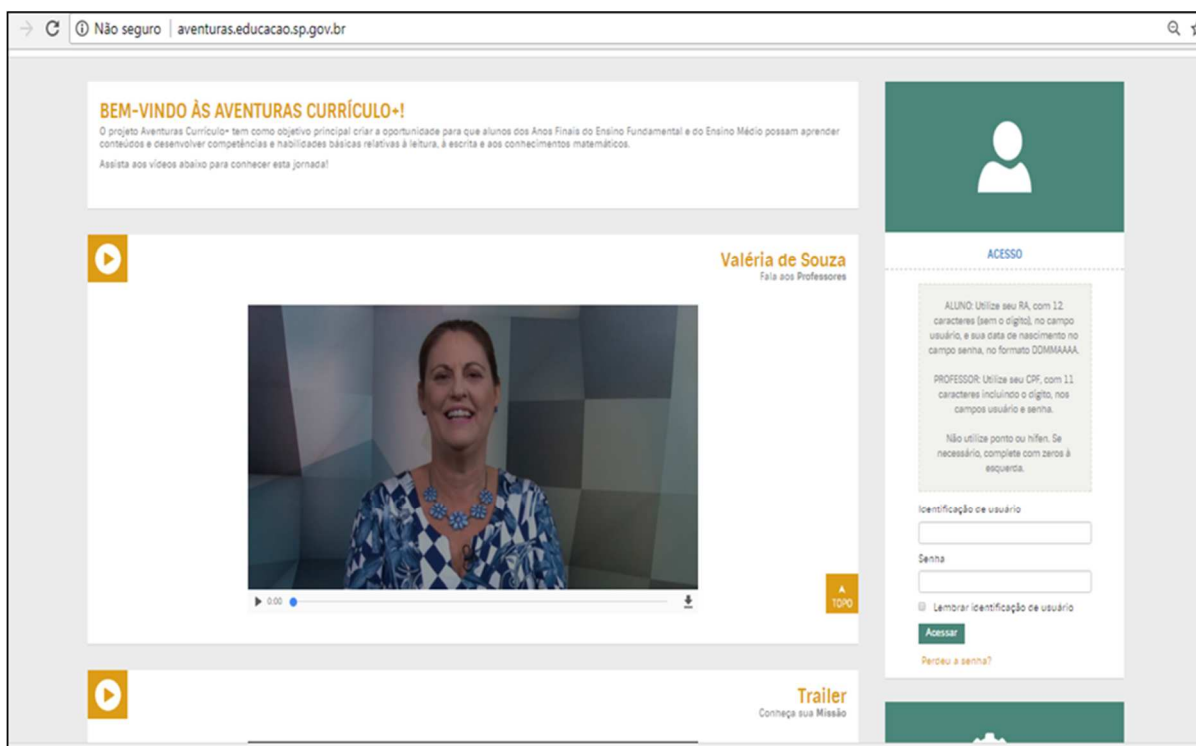 Não seguro | aventuras.educacao.sp.gov.br
BEM-VINDO ÀS AVENTURAS CURRÍCULO+!
O projeto Aventuras Currículo+ tem como objetivo principal criar a oportunidade para que alunos dos Anos Finais do Ensino Fundamental e do Ensino Médio possam aprender
conteúdos e desenvolver competências e habilidades básicas relativas à leitura, à escrita e aos conhecimentos matemáticos.
Assista aos vídeos abaixo para conhecer esta jornada!
Valéria de Souza
Fala aos Professores
0:00
A
TOPO
Trailer
Conheça sua Missão
ACESSO
ALUNO: Utilize seu RA, com 12
caracteres (sem o dígito), no campo
usuário, e sua data de nascimento no
campo senha, no formato DDMMAAAA.
PROFESSOR: Utilize seu CPF, com 11
caracteres incluindo o dígito, nos
campos usuário e senha.
Não utilize ponto ou hífen. Se
necessário, complete com zeros à
esquerda.
Identificação de usuário
Senha
Lembrar identificação de usuário
Acessar
Perdeu a senha?